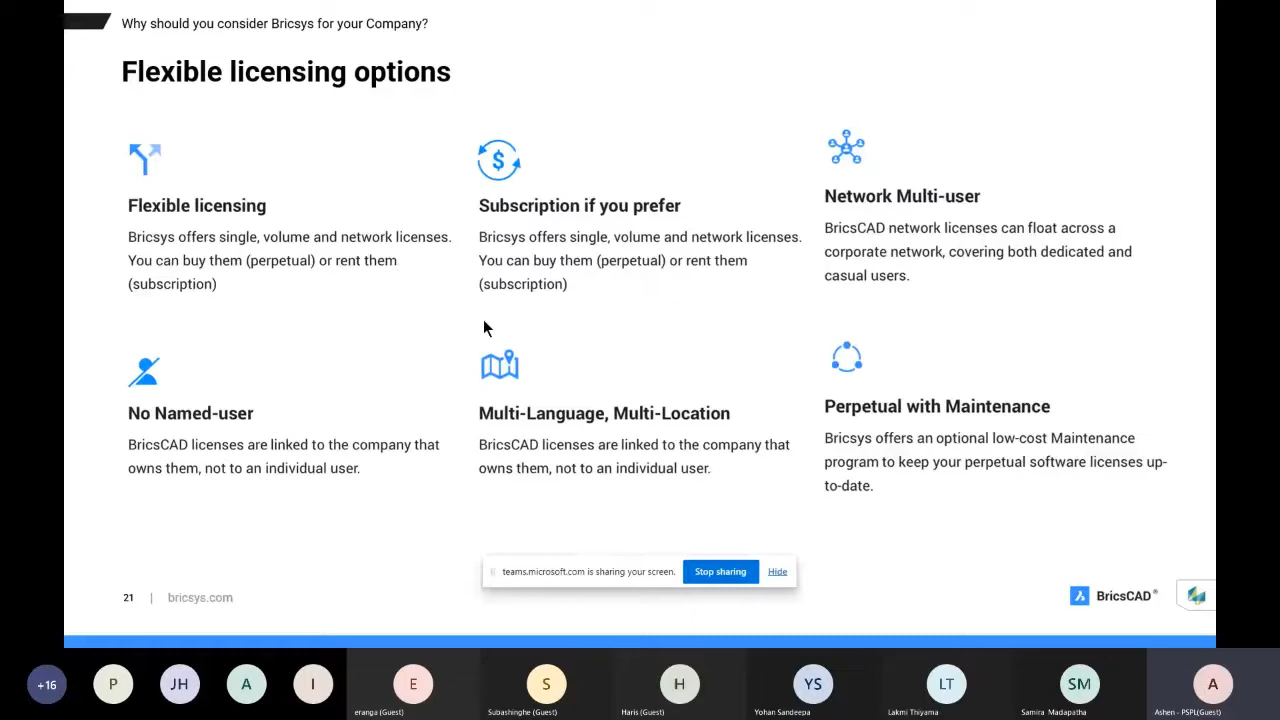 Why should you consider Bricsys for your Company?
Flexible licensing options
Flexible licensing
Bricsys offers single, volume and network licenses.
You can buy them (perpetual) or rent them
(subscription)
$
Subscription if you prefer
Bricsys offers single, volume and network licenses.
You can buy them (perpetual) or rent them
(subscription)
Network Multi-user
BricsCAD network licenses can float across a
corporate network, covering both dedicated and
casual users.
No Named-user
BricsCAD licenses are linked to the company that
owns them, not to an individual user.
Multi-Language, Multi-Location
BricsCAD licenses are linked to the company that
owns them, not to an individual user.
Perpetual with Maintenance
Bricsys offers an optional low-cost Maintenance
program to keep your perpetual software licenses up-
to-date.
teams.microsoft.com is sharing your screen.
Stop sharing
Hide
21 | bricsys.com
BricsCAD®
+16
P
JH
A
I
E
S
H
YS
LT
SM
A
eranga (Guest)
Subashinghe (Guest)
Haris (Guest)
Yohan Sandeepa
Lakmi Thiyama
Samira Madapatha
Ashen - PSPL(Guest)